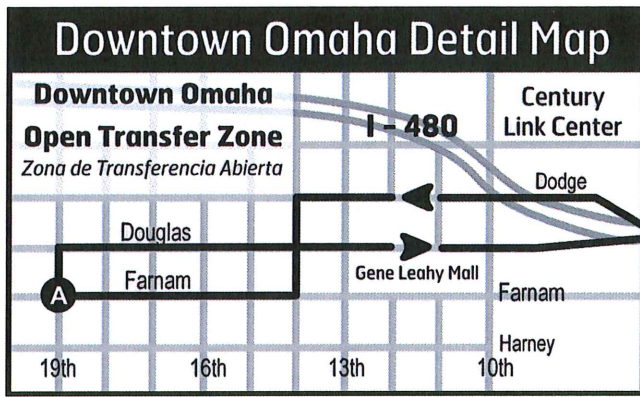 Downtown Omaha Detail Map
Downtown Omaha
Open Transfer Zone
Zona de Transferencia Abierta
I - 480
Century
Link Center
Dodge
Douglas
Gene Leahy Mall
Farnam
A
Farnam
Harney
19th
16th
13th
10th